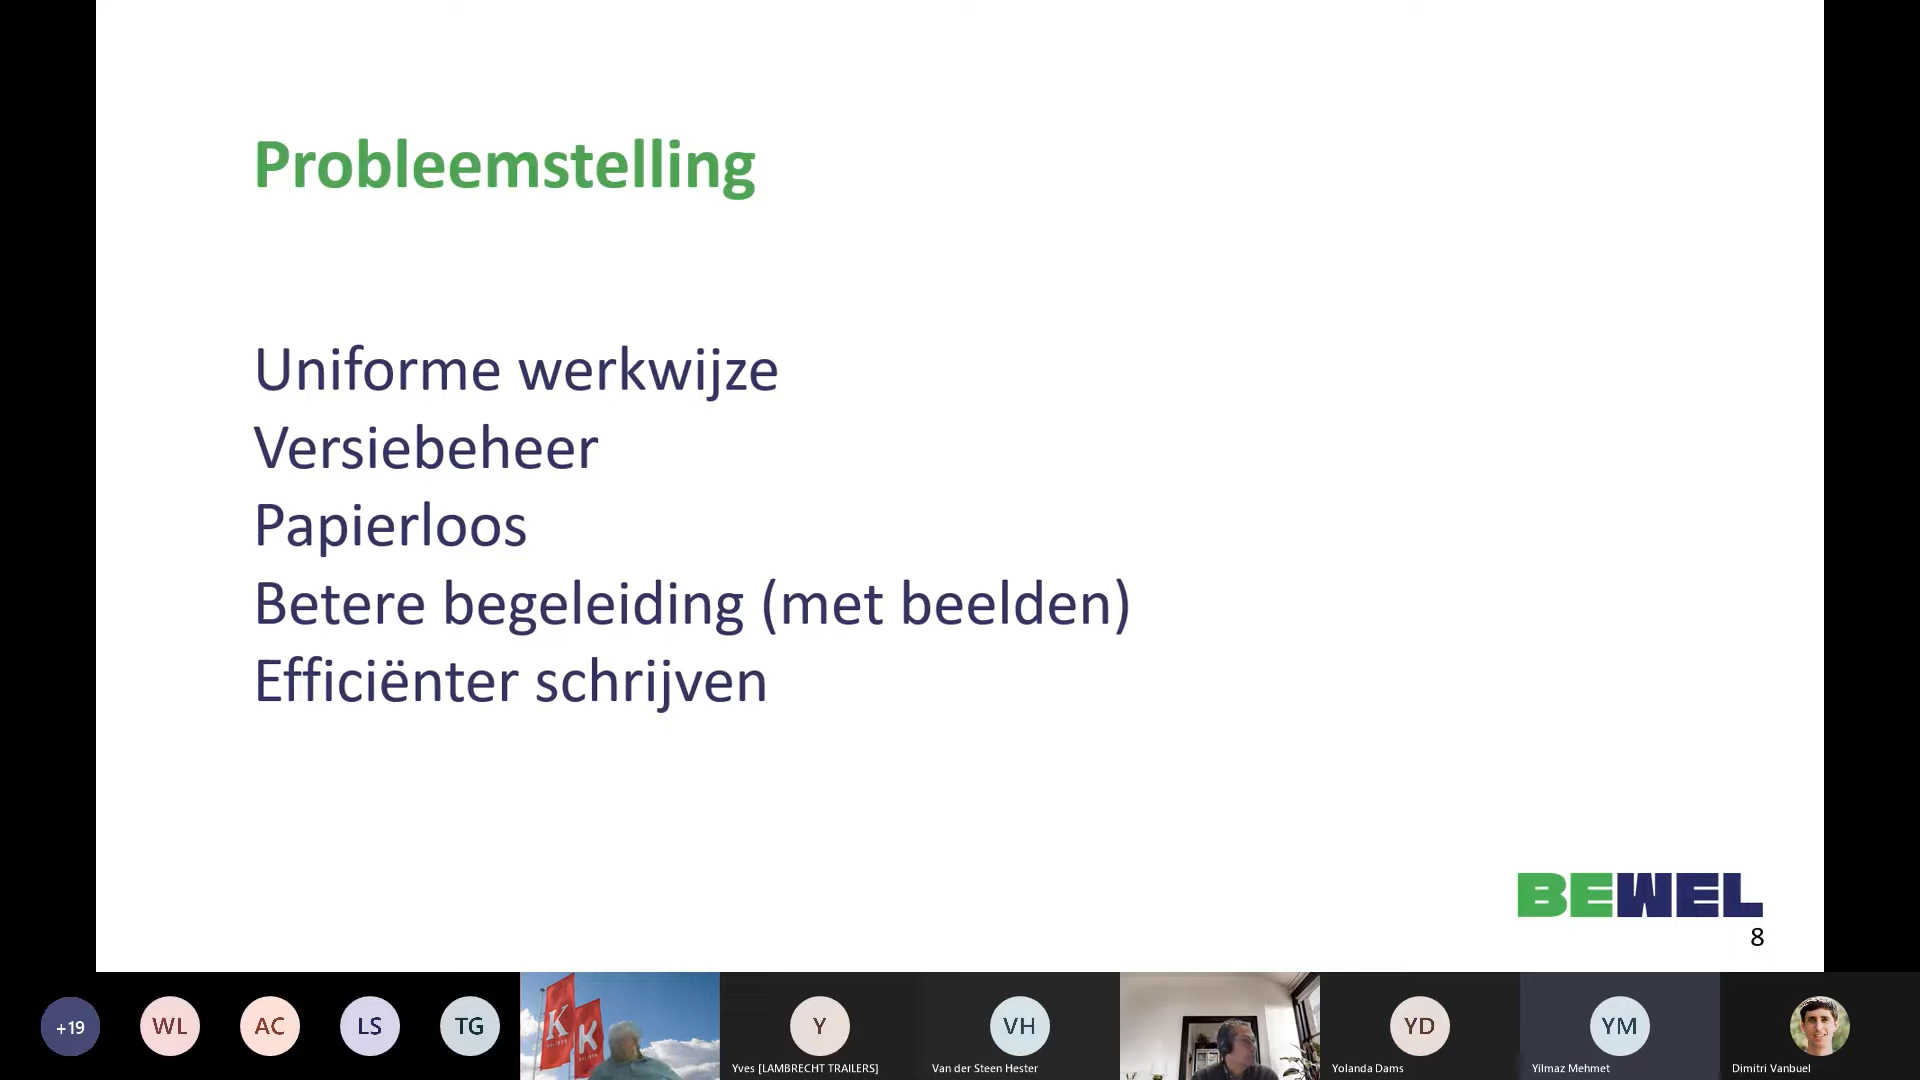 Probleemstelling
Uniforme werkwijze
Versiebeheer
Papierloos
Betere begeleiding (met beelden)
Efficiënter schrijven
BEWEL
8
+19
WL
AC
LS
TG
K
K
Y
VH
YD
YM
Yves [LAMBRECHT TRAILERS]
Van der Steen Hester
Yolanda Dams
Yilmaz Mehmet
Dimitri Vanbuel